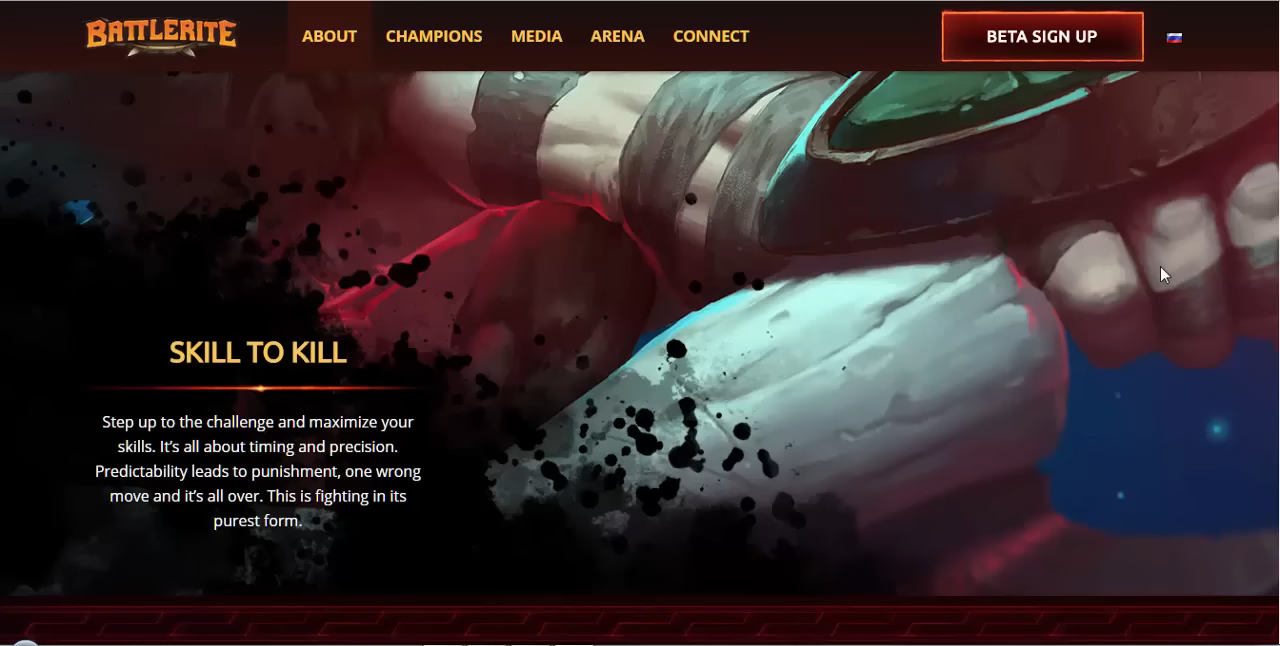 BATTLERITE
ABOUT CHAMPIONS MEDIA ARENA CONNECT
BETA SIGN UP
SKILL TO KILL
Step up to the challenge and maximize your
skills. It’s all about timing and precision.
Predictability leads to punishment, one wrong
move and it’s all over. This is fighting in its
purest form.